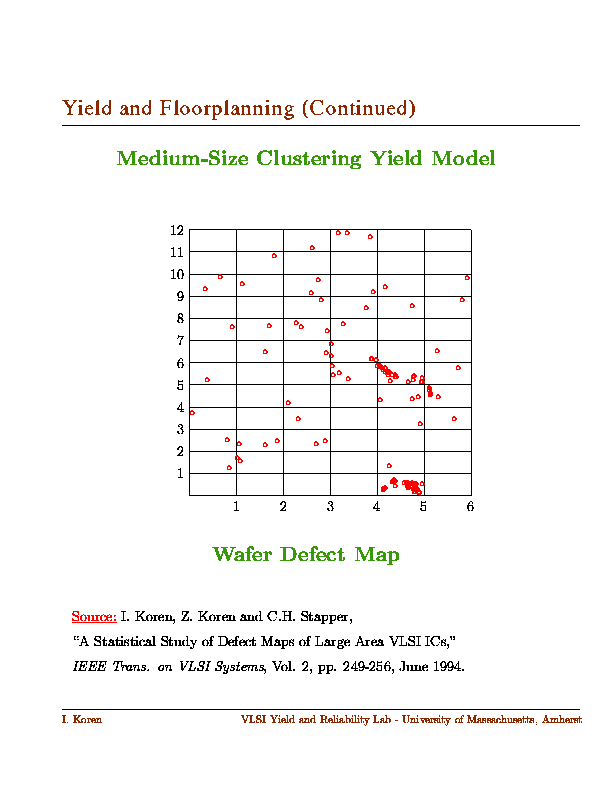 Yield and Floorplanning (Continued)
Medium-Size Clustering Yield Model
12
11
10
9
8
7
6
5
4
3
2
1
1 2 3 4 5 6
Wafer Defect Map
Source: I. Koren, Z. Koren and C.H. Stapper,
“A Statistical Study of Defect Maps of Large Area VLSI ICs,”
IEEE Trans. on VLSI Systems, Vol. 2, pp. 249-256, June 1994.
I. Koren VLSI Yield and Reliability Lab - University of Massachusetts, Amherst